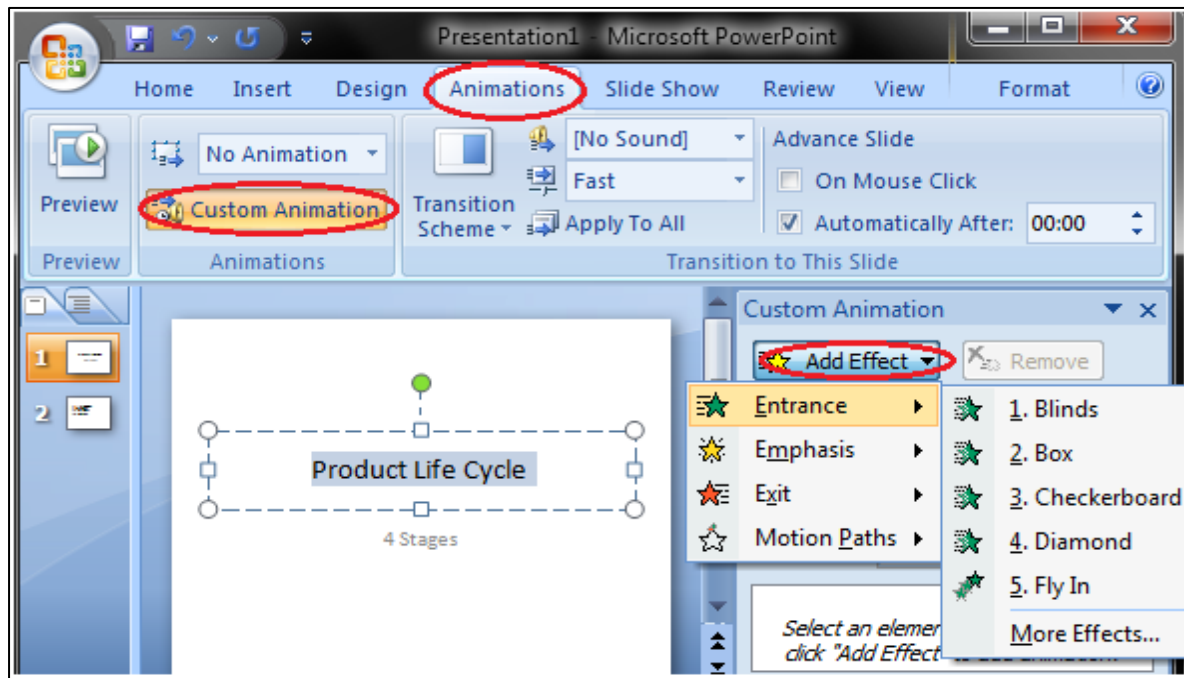 Presentation1 - Microsoft PowerPoint
Home Insert Design Animations Slide Show Review View Format
Preview
No Animation
Custom Animation
Transition
Scheme
[No Sound]
Fast
Apply To All
Advance Slide
On Mouse Click
Automatically After: 00:00
Preview
Animations
Transition to This Slide
1
2
Product Life Cycle
4 Stages
Custom Animation
Add Effect
Remove
Entrance
Emphasis
Exit
Motion Paths
1. Blinds
2. Box
3. Checkerboard
4. Diamond
5. Fly In
More Effects...
Select an
click "Add Effect"